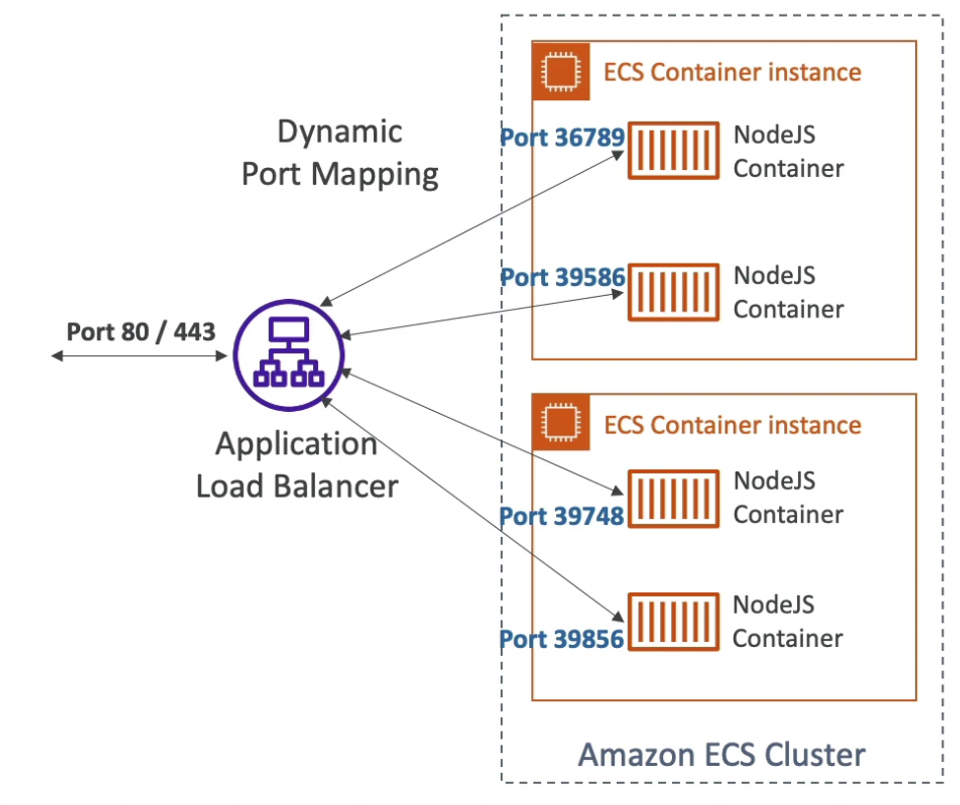 Dynamic
Port Mapping
Port 80 / 443
Application
Load Balancer
ECS Container instance
Port 36789
NodeJS
Container
Port 39586
NodeJS
Container
ECS Container instance
Port 39748
NodeJS
Container
Port 39856
NodeJS
Container
Amazon ECS Cluster